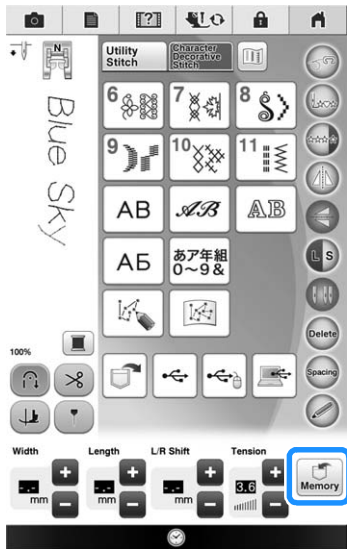 [?]
N
Utility
Stitch
Character
Decorative
Stitch
Blue Sky
6
7
8
9
10
11
AB
AB
AB
АБ
あア年組
0~9&
L S
Delete
Spacing
100%
Width
Length
L/R Shift
Tension
-.-
mm
-.-
mm
-.-
mm
3.6
Memory